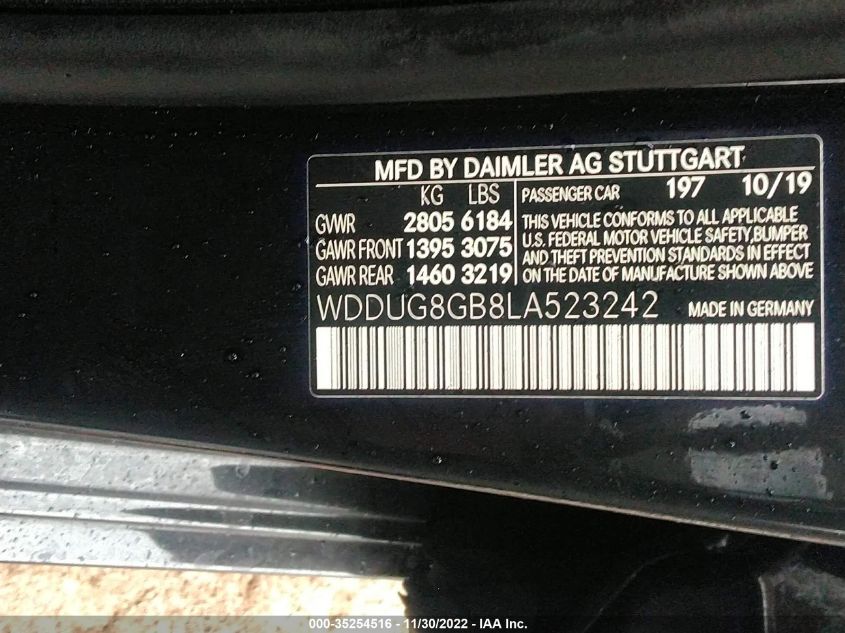 MFD BY DAIMLER AG STUTTGART
KG LBS
GVWR 2805 6184
GAWR FRONT 1395 3075
GAWR REAR 1460 3219
PASSENGER CAR 197 10/19
THIS VEHICLE CONFORMS TO ALL APPLICABLE
U.S. FEDERAL MOTOR VEHICLE SAFETY,BUMPER
AND THEFT PREVENTION STANDARDS IN EFFECT
ON THE DATE OF MANUFACTURE SHOWN ABOVE
WDDUG8GB8LA523242 MADE IN GERMANY
000-35254516 - 11/30/2022 - IAA Inc.